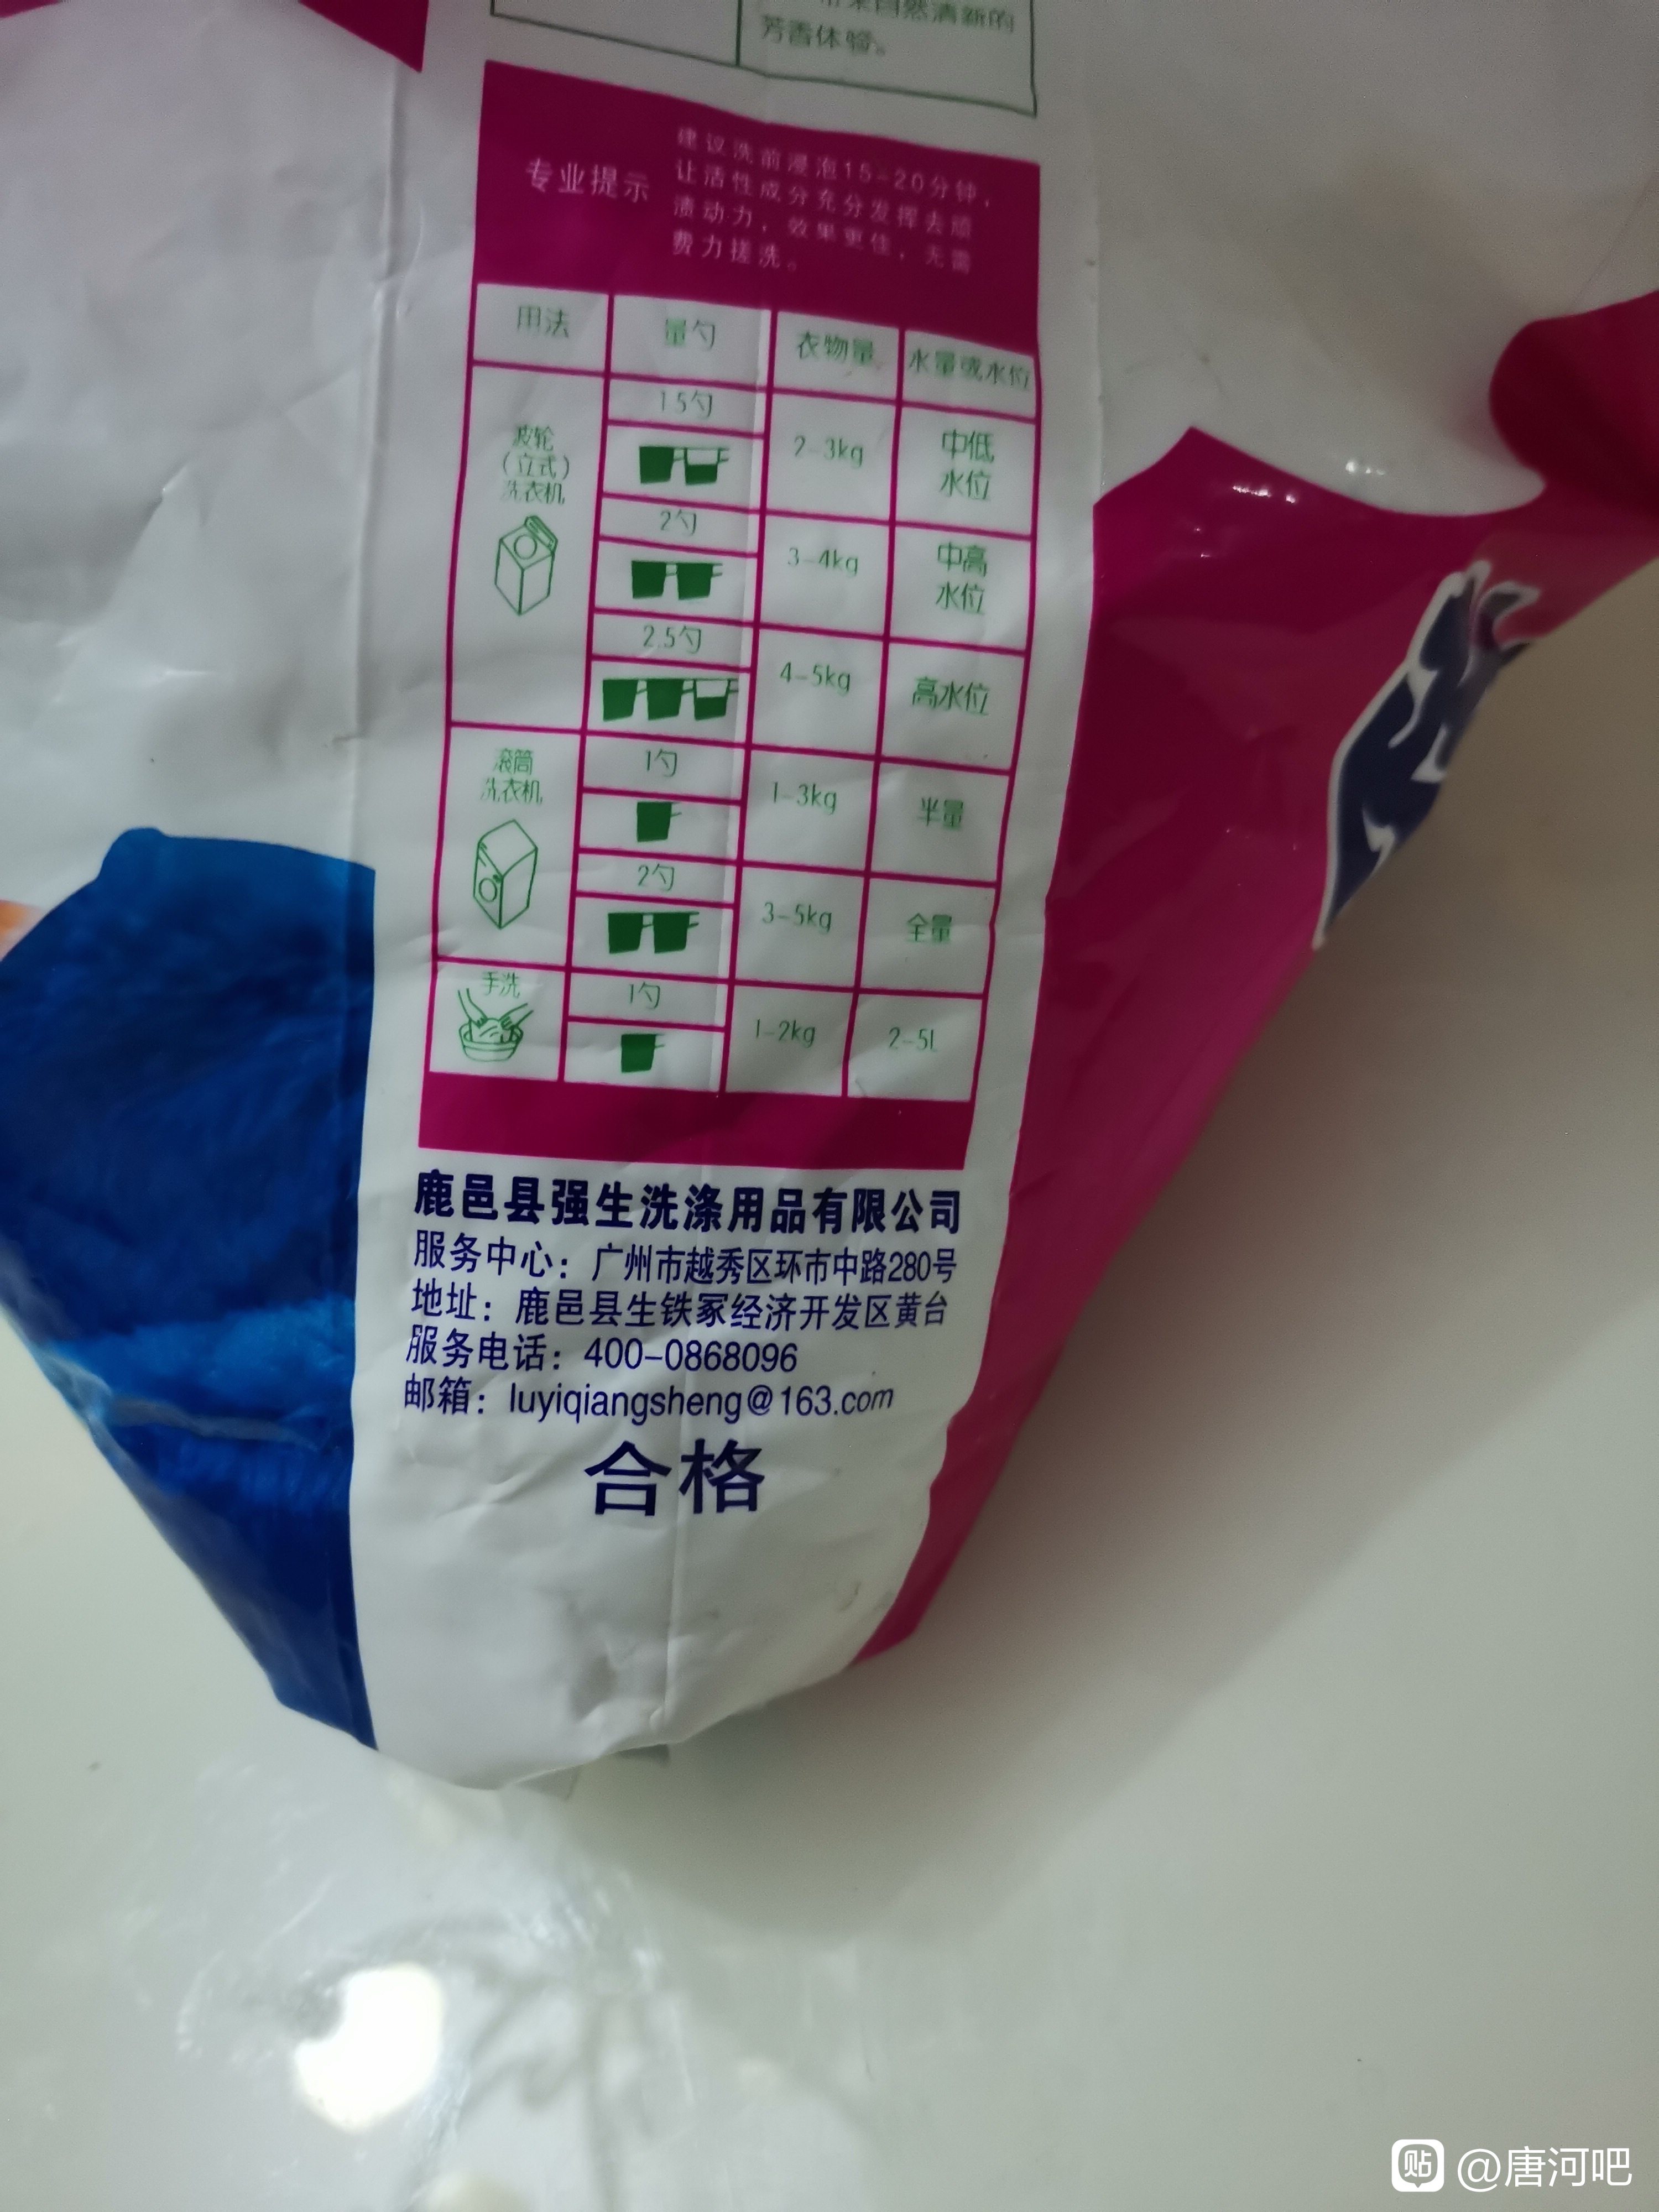 自然清新的
芳香体验。
专业提示
建议洗前浸泡15-20分钟，
让活性成分充分发挥去顽
渍动力，效果更佳，无需
费力搓洗。
用法 量勺 衣物量 水量或水位
波轮
（立式）
洗衣机
1.5勺 2-3kg 中低
水位
2勺 3-4kg 中高
水位
2.5勺 4-5kg 高水位
滚筒
洗衣机
1勺 1-3kg 半量
2勺 3-5kg 全量
手洗 1勺 1-2kg 2-5L
鹿邑县强生洗涤用品有限公司
服务中心：广州市越秀区环市中路280号
地址：鹿邑县生铁冢经济开发区黄台
服务电话：400-0868096
邮箱：luyiqiangsheng@163.com
合格
贴 @唐河吧